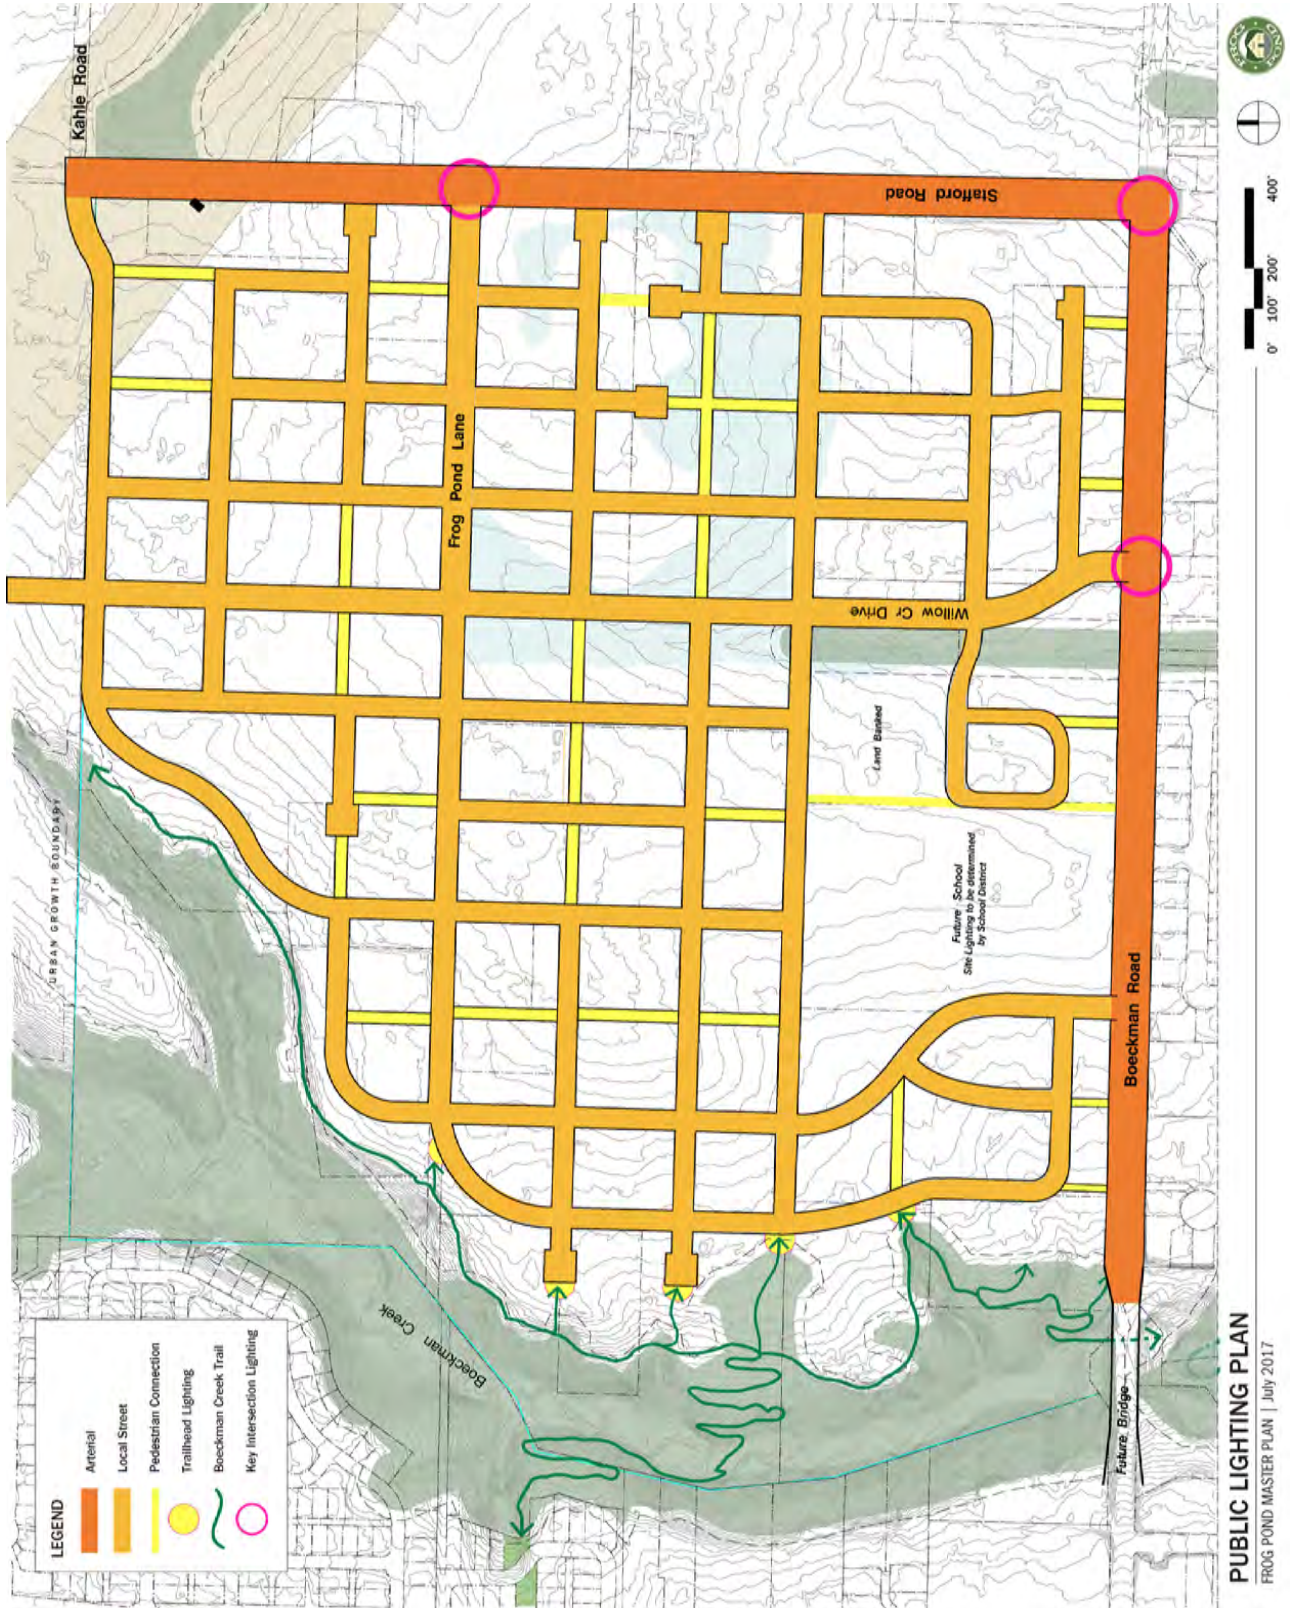 Kahle Road
Stafford Road
Frog Pond Lane
Willow Cr Drive
Land Banked
URBAN GROWTH BOUNDARY
Future School
Site Lighting to be determined
by School District
Boeckman Road
Boeckman Creek
Future Bridge
LEGEND
Arterial
Local Street
Pedestrian Connection
Trailhead Lighting
Boeckman Creek Trail
Key Intersection Lighting
PUBLIC LIGHTING PLAN
FROG POND MASTER PLAN | July 2017
0' 100' 200' 400'
FROG
POND